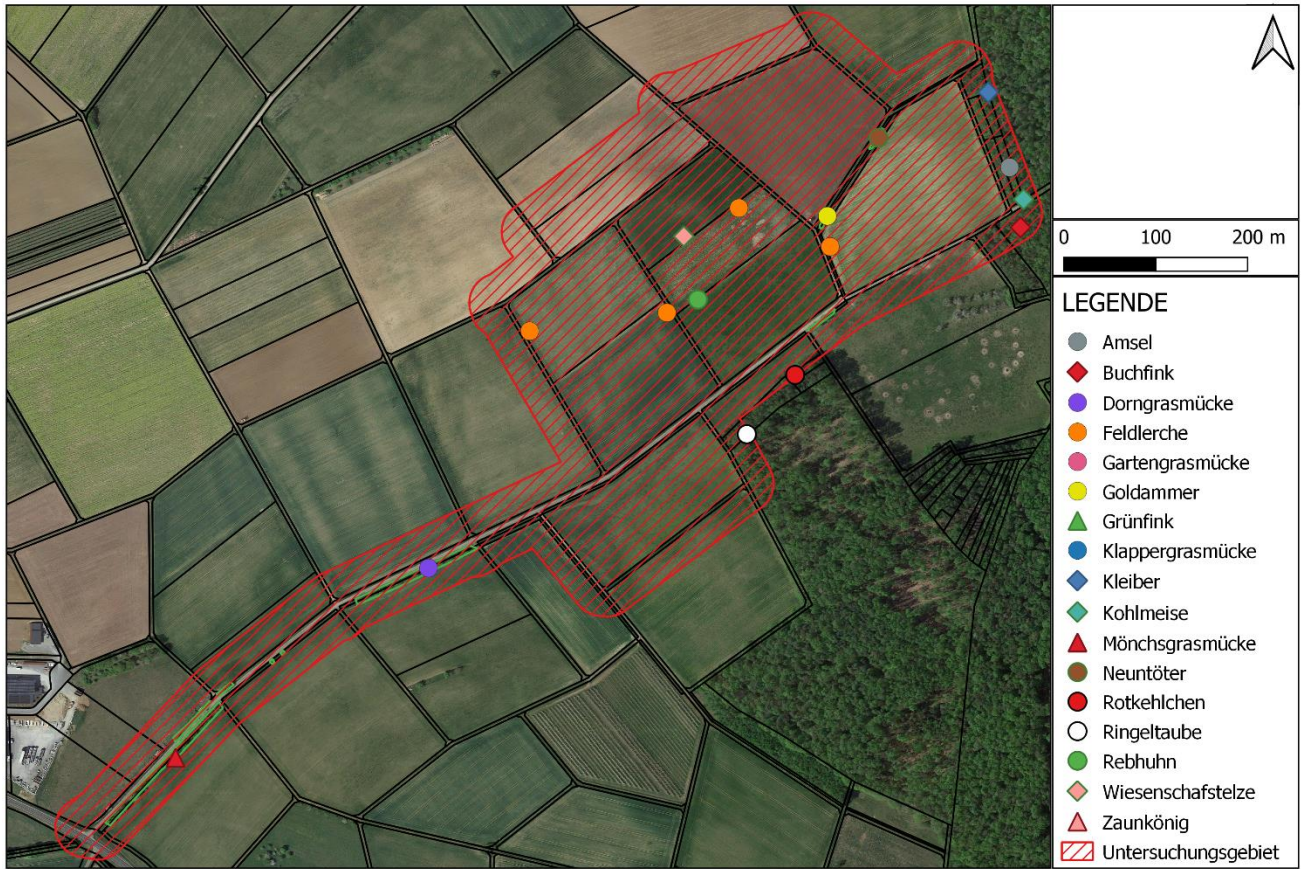 0 100 200 m
LEGENDE
Amsel
Buchfink
Dorngrasmücke
Feldlerche
Gartengrasmücke
Goldammer
Grünfink
Klappergrasmücke
Kleiber
Kohlmeise
Mönchsgrasmücke
Neuntöter
Rotkehlchen
Ringeltaube
Rebhuhn
Wiesenschafstelze
Zaunkönig
Untersuchungsgebiet